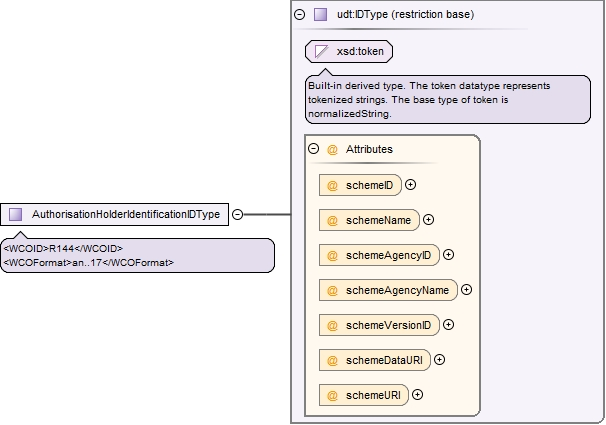 udt:IDType (restriction base)
xsd:token
Built-in derived type. The token datatype represents
tokenized strings. The base type of token is
normalizedString.
@ Attributes
@ schemeID
@ schemeName
@ schemeAgencyID
@ schemeAgencyName
@ schemeVersionID
@ schemeDataURI
@ schemeURI
AuthorisationHolderIdentificationIDType
<WCOID>R144</WCOID>
<WCOFormat>an..17</WCOFormat>